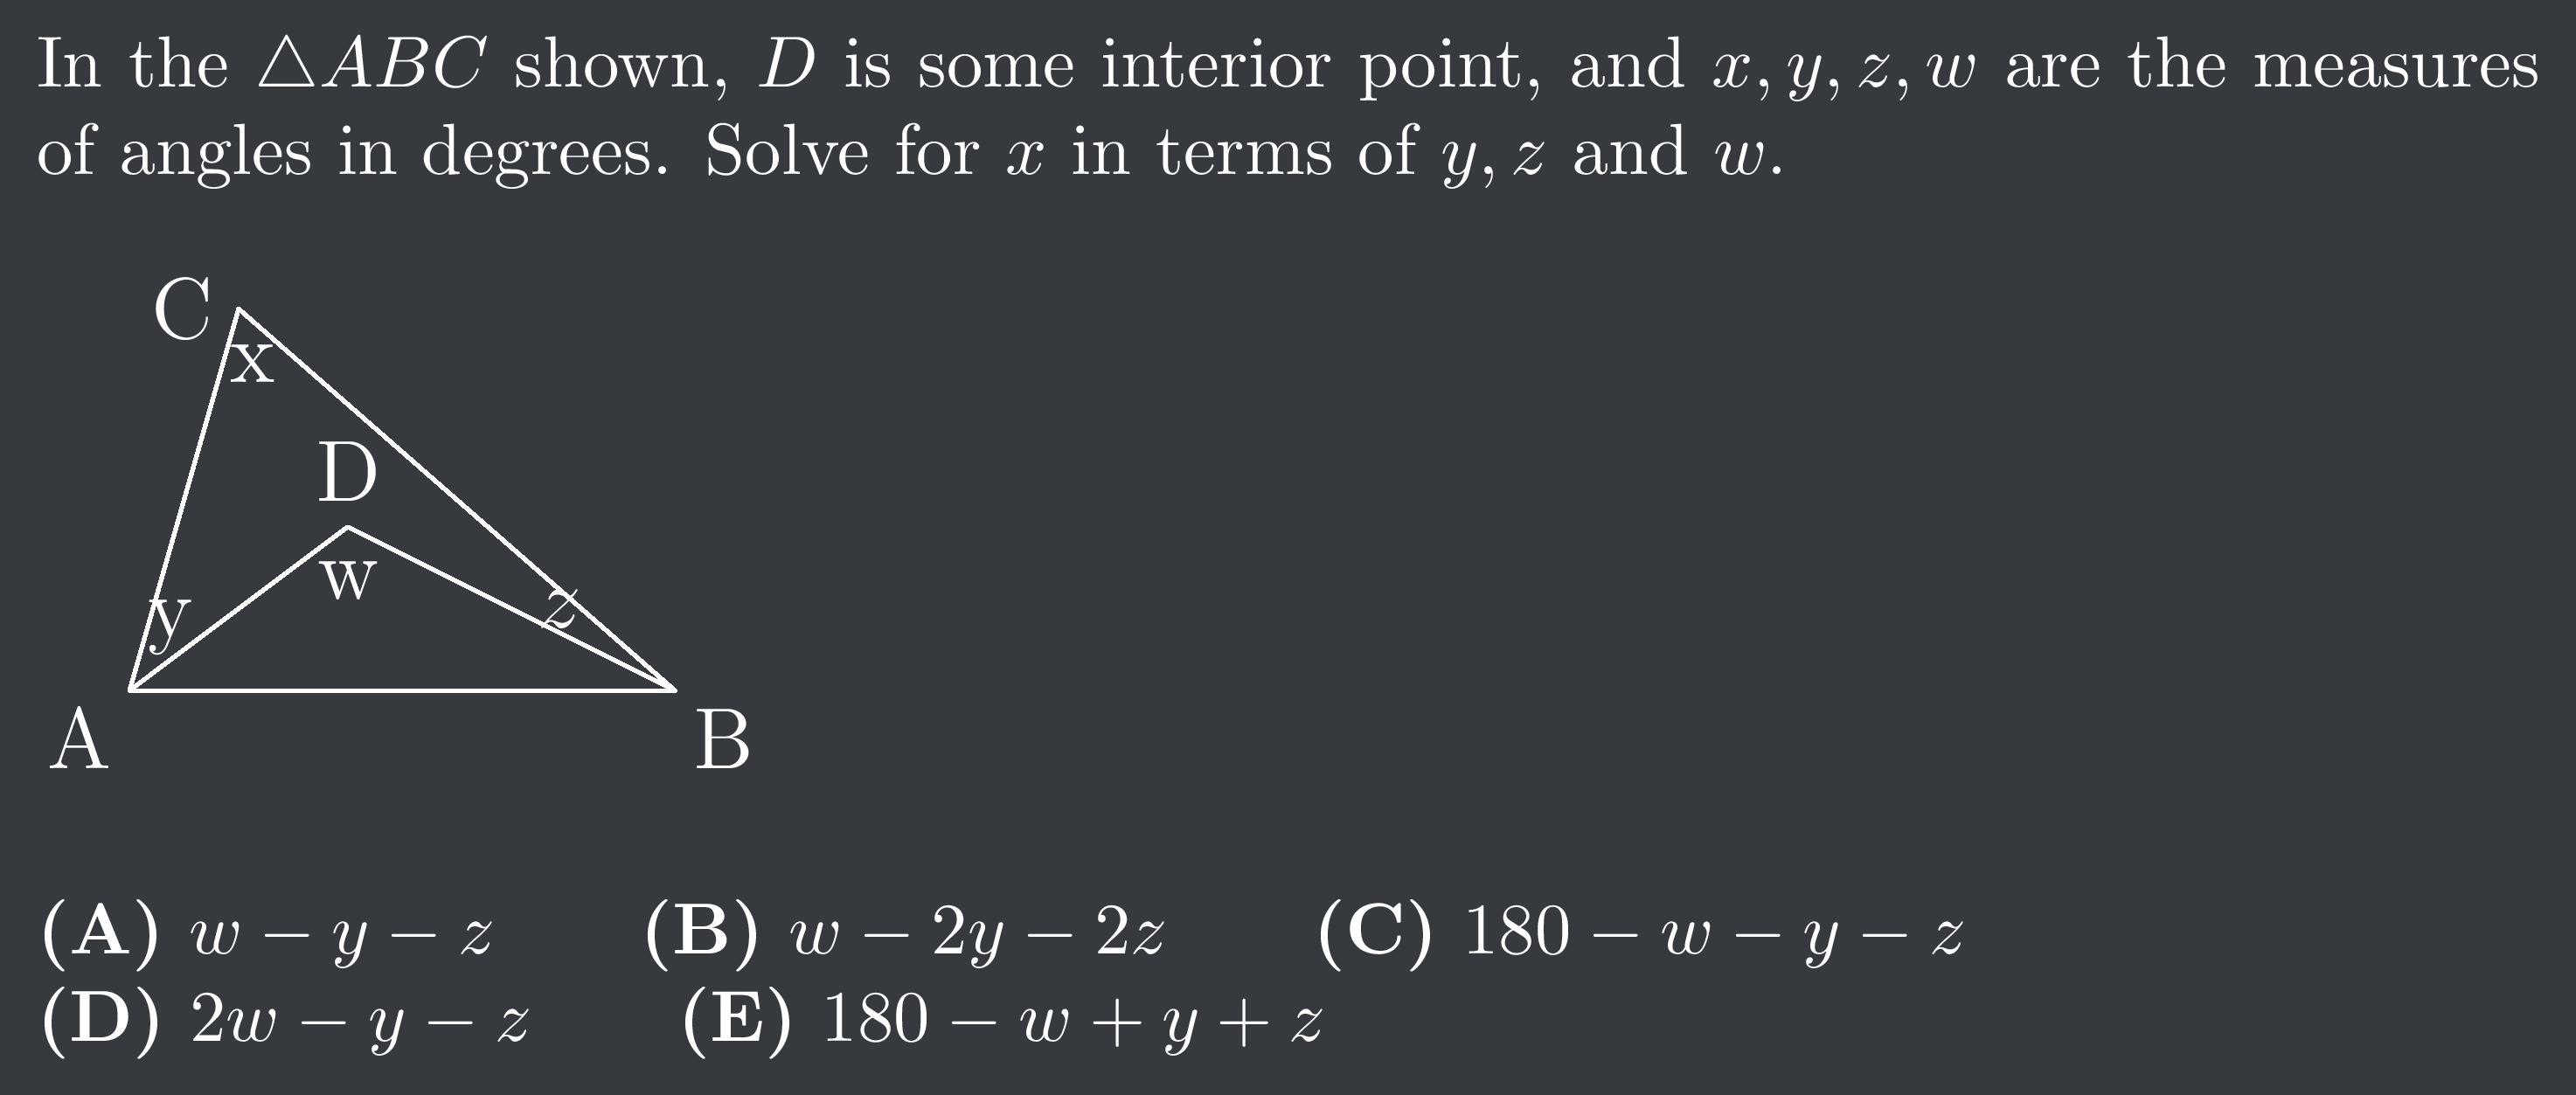 In the △ABC shown, D is some interior point, and x, y, z, w are the measures
of angles in degrees. Solve for x in terms of y, z and w.
C
x
D
w
y
z
A
B
(A) w − y − z (B) w − 2y − 2z (C) 180 − w − y − z
(D) 2w − y − z (E) 180 − w + y + z